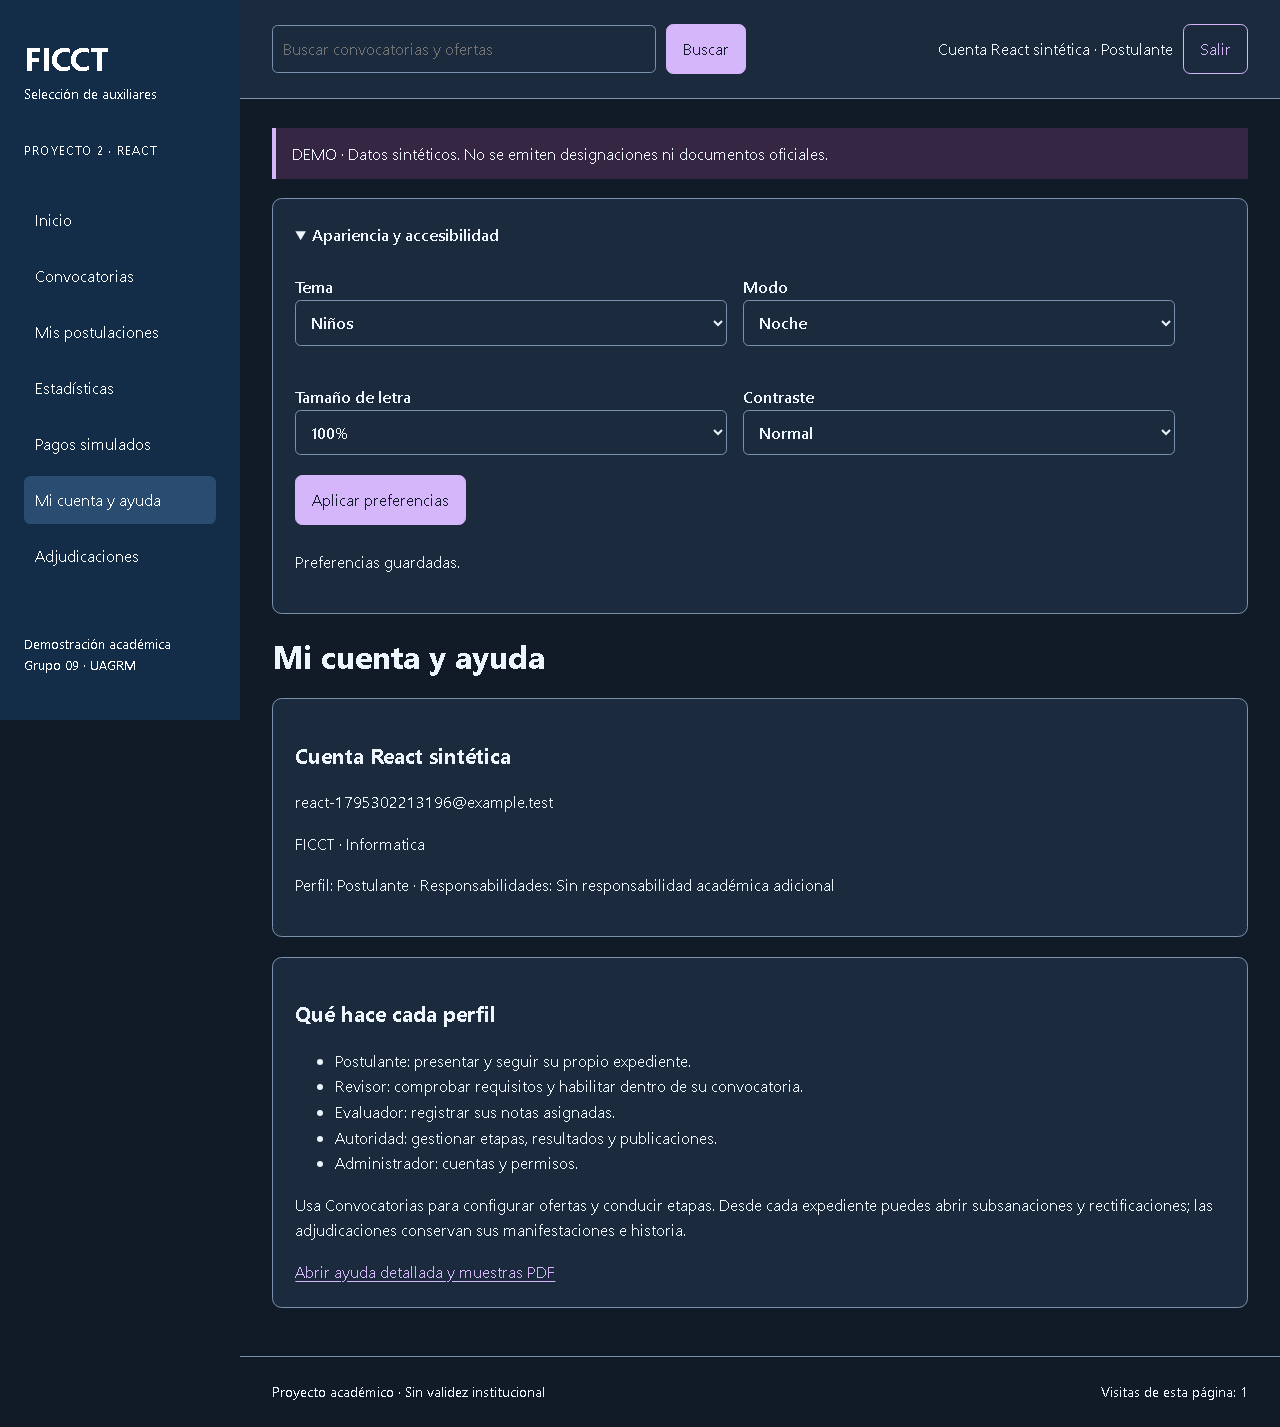 FICCT
Selección de auxiliares
PROYECTO 2 · REACT
Inicio
Convocatorias
Mis postulaciones
Estadísticas
Pagos simulados
Mi cuenta y ayuda
Adjudicaciones
Demostración académica
Grupo 09 · UAGRM
Buscar convocatorias y ofertas
Buscar
Cuenta React sintética · Postulante
Salir
DEMO · Datos sintéticos. No se emiten designaciones ni documentos oficiales.
Apariencia y accesibilidad
Tema
Modo
Niños
Noche
Tamaño de letra
Contraste
100%
Normal
Aplicar preferencias
Preferencias guardadas.
Mi cuenta y ayuda
Cuenta React sintética
react-1795302213196@example.test
FICCT · Informatica
Perfil: Postulante · Responsabilidades: Sin responsabilidad académica adicional
Qué hace cada perfil
Postulante: presentar y seguir su propio expediente.
Revisor: comprobar requisitos y habilitar dentro de su convocatoria.
Evaluador: registrar sus notas asignadas.
Autoridad: gestionar etapas, resultados y publicaciones.
Administrador: cuentas y permisos.
Usa Convocatorias para configurar ofertas y conducir etapas. Desde cada expediente puedes abrir subsanaciones y rectificaciones; las
adjudicaciones conservan sus manifestaciones e historia.
Abrir ayuda detallada y muestras PDF
Proyecto académico · Sin validez institucional
Visitas de esta página: 1